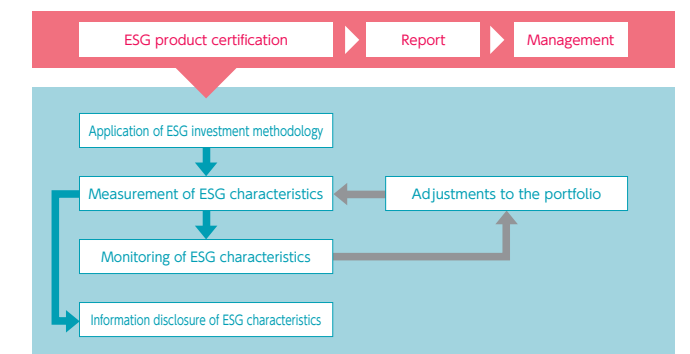 ESG product certification
Report
Management
Application of ESG investment methodology
Measurement of ESG characteristics
Adjustments to the portfolio
Monitoring of ESG characteristics
Information disclosure of ESG characteristics